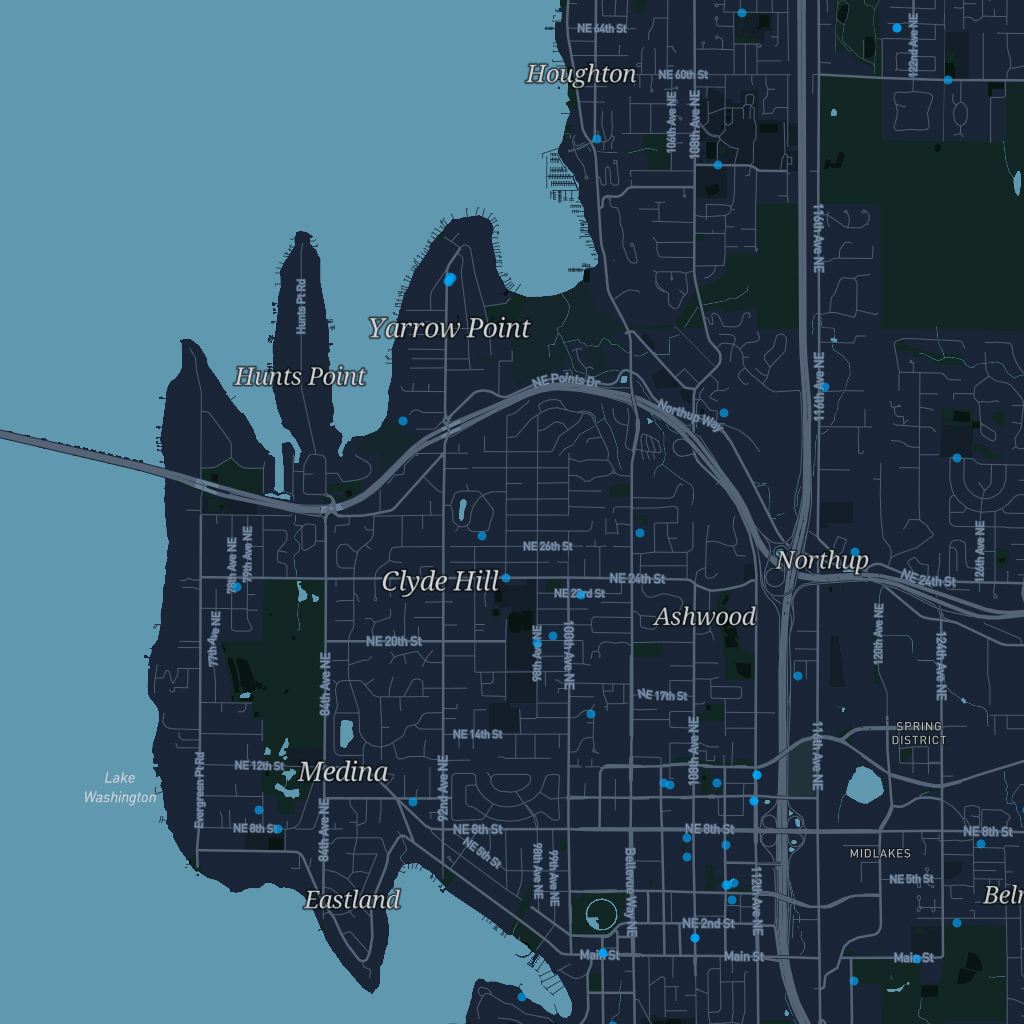 NE 64th St
122nd Ave NE
Houghton
NE 60th St
106th Ave NE
108th Ave NE
116th Ave NE
Hunts Pt Rd
Yarrow Point
Hunts Point
NE Points Dr
116th Ave NE
Northup Way
78th Ave NE
79th Ave NE
NE 26th St
126th Ave NE
Northup
Clyde Hill
NE 24th St
NE 24th St
NE 23rd St
Ashwood
77th Ave NE
NE 20th St
98th Ave NE
100th Ave NE
120th Ave NE
124th Ave NE
84th Ave NE
NE 17th St
108th Ave NE
116th Ave NE
SPRING
DISTRICT
NE 14th St
Lake
Washington
NE 12th St
Medina
Evergreen Pt Rd
92nd Ave NE
84th Ave NE
NE 8th St
NE 8th St
NE 8th St
NE 8th St
NE 5th St
98th Ave NE
99th Ave NE
Bellevue Way NE
112th Ave NE
MIDLAKES
NE 5th St
Eastland
Belr
NE 2nd St
Main St
Main St
Main St